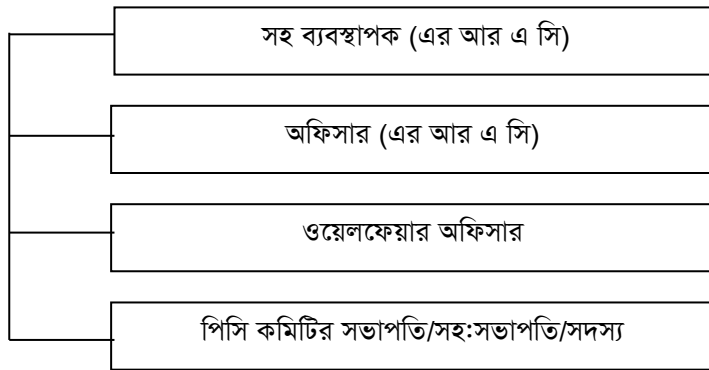 সহ ব্যবস্থাপক (এর আর এ সি)
অফিসার (এর আর এ সি)
ওয়েলফেয়ার অফিসার
পিসি কমিটির সভাপতি/সহ:সভাপতি/সদস্য